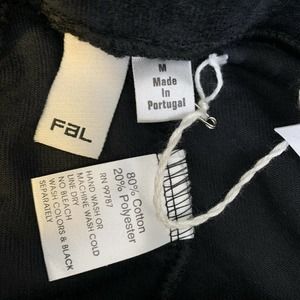 FaL
M
Made
In
Portugal
80% Cotton
20% Polyester
RN 99787
HAND WASH OR
MACHINE WASH COLD
LINE DRY
NO BLEACH
WASH COLORS & BLACK
SEPARATELY